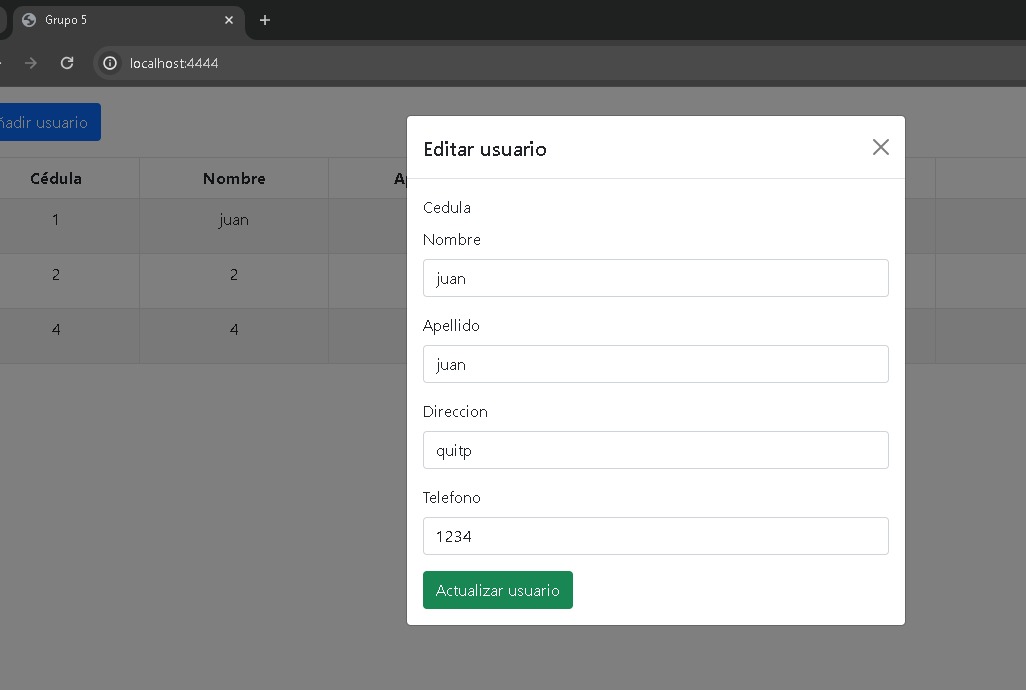 Grupo 5
localhost:4444
ñadir usuario
Cédula Nombre Ap
1 juan
2 2
4 4
Editar usuario
Cedula
Nombre
juan
Apellido
juan
Direccion
quitp
Telefono
1234
Actualizar usuario